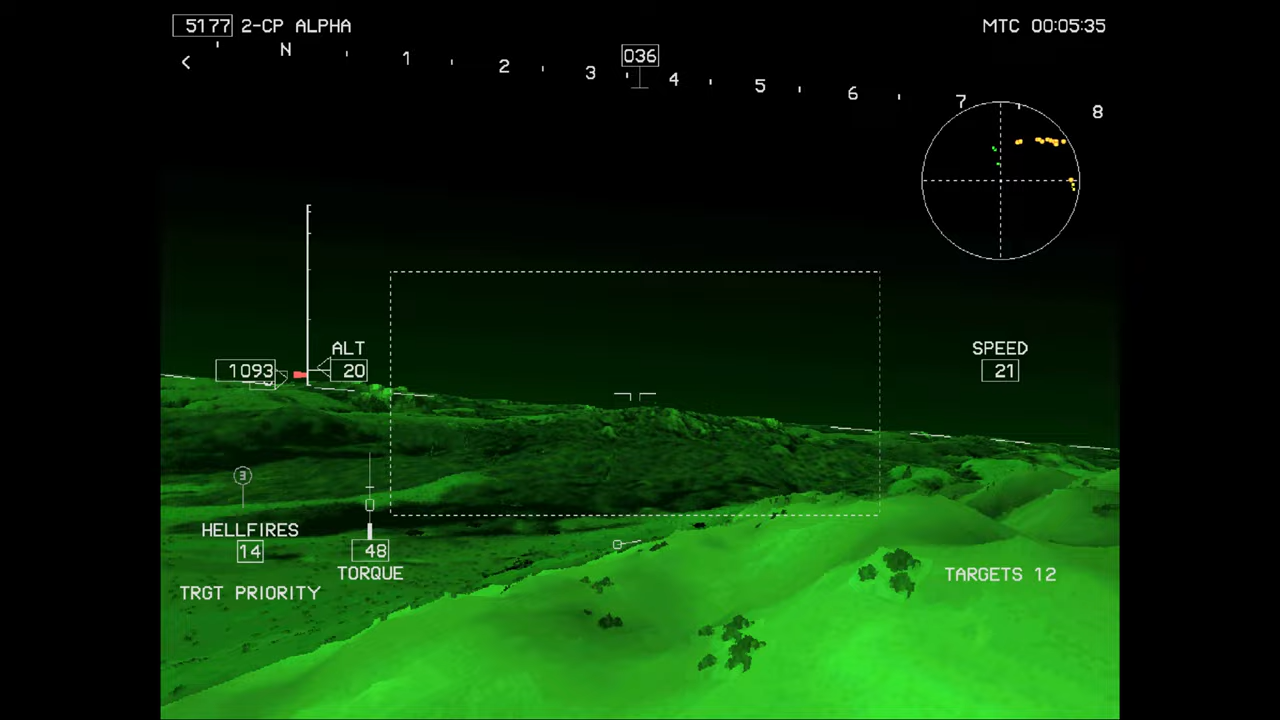 5177 2-CP ALPHA
MTC 00:05:35
036
< N 1 2 3 4 5 6 7 8
ALT
1093
20
SPEED
21
3
HELLFIRES
14
48
TORQUE
TRGT PRIORITY
TARGETS 12